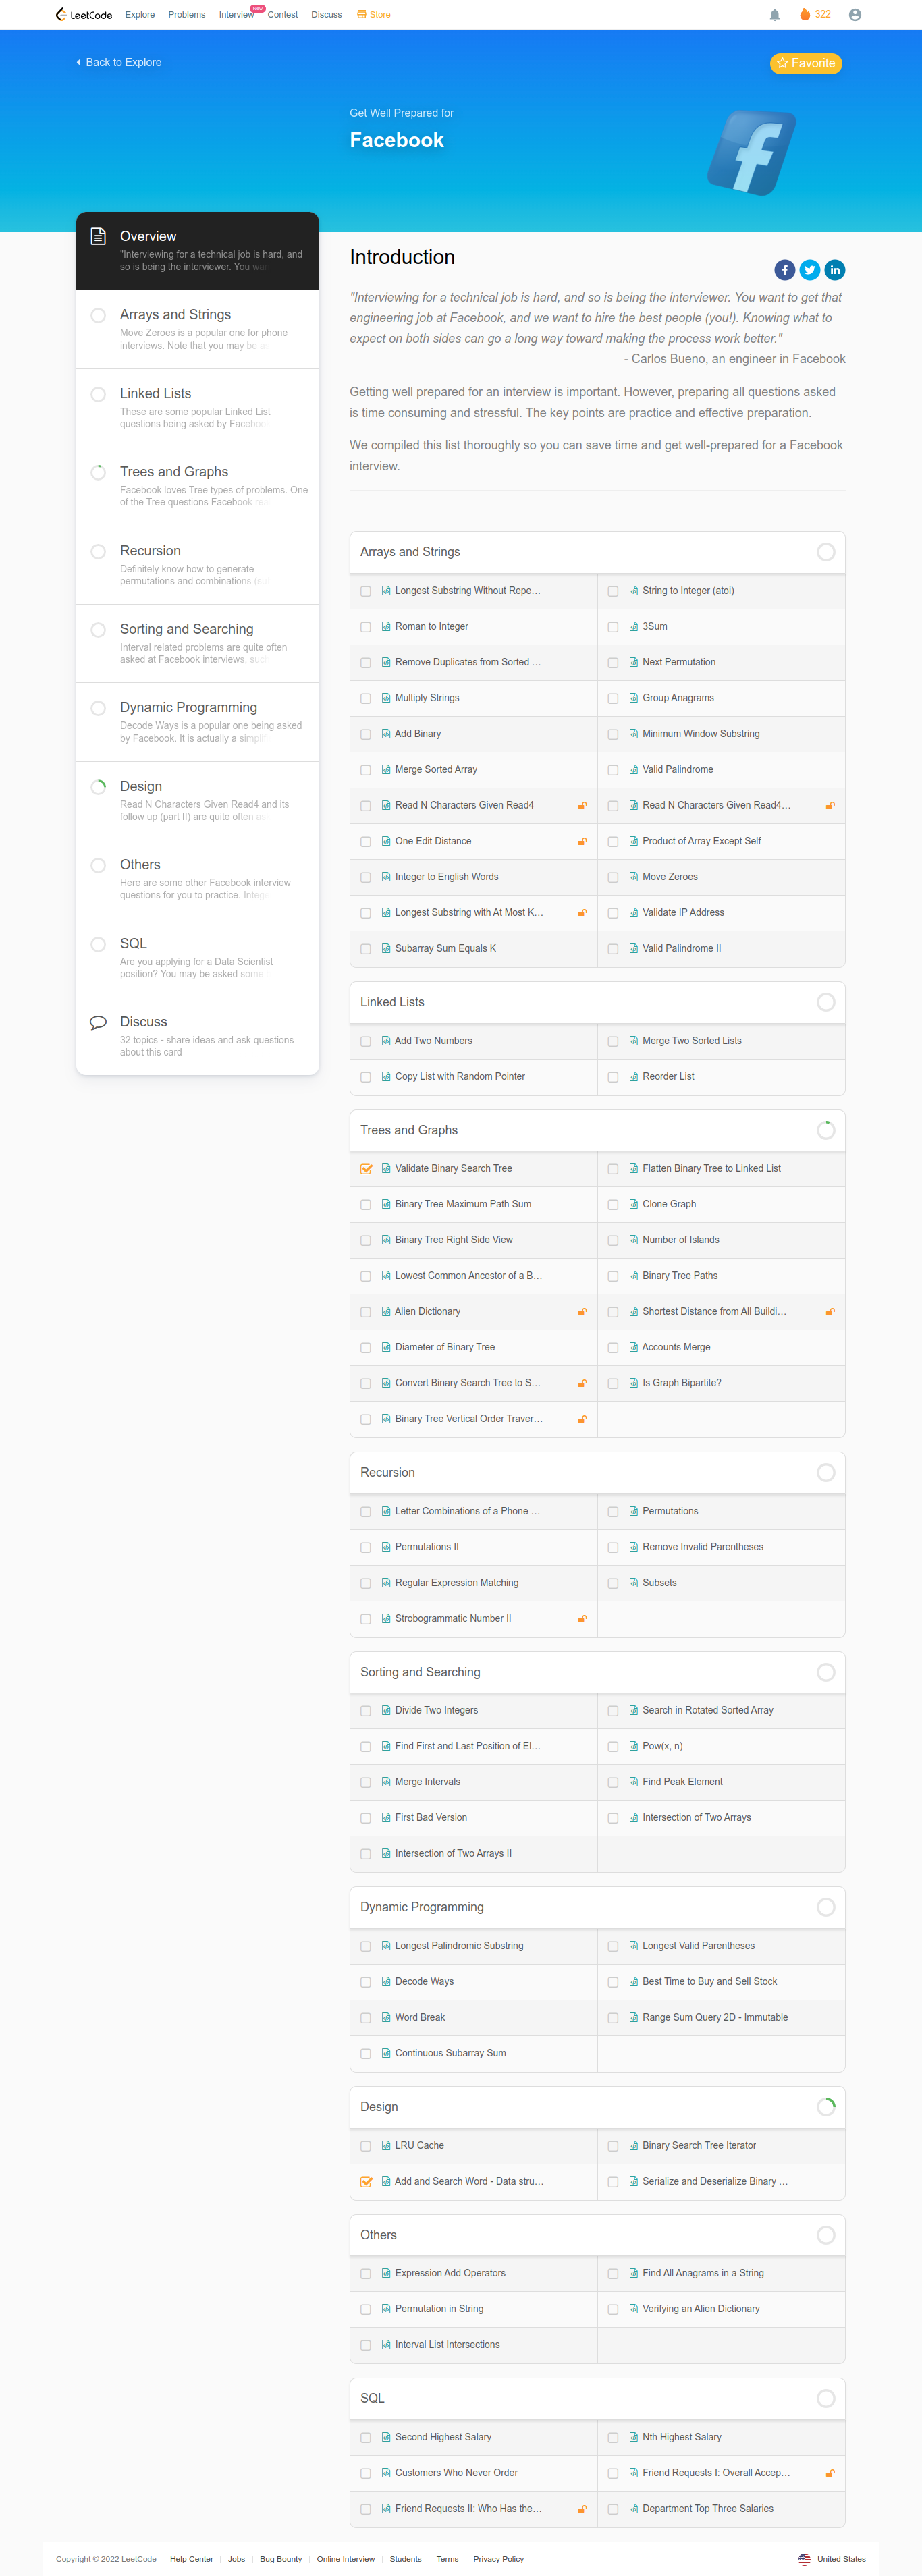 LeetCode
Explore
Problems
Interview
New
Contest
Discuss
Store
322
Back to Explore
Favorite
Get Well Prepared for
Facebook
Overview
"Interviewing for a technical job is hard, and
so is being the interviewer. You
Arrays and Strings
Move Zeroes is a popular one for phone
interviews. Note that you may be
Linked Lists
These are some popular Linked List
questions being asked by Facebook
Trees and Graphs
Facebook loves Tree types of problems. One
of the Tree questions Facebook
Recursion
Definitely know how to generate
permutations and combinations
Sorting and Searching
Interval related problems are quite often
asked at Facebook interviews,
Dynamic Programming
Decode Ways is a popular one being asked
by Facebook. It is actually a
Design
Read N Characters Given Read4 and its
follow up (part II) are quite often
Others
Here are some other Facebook interview
questions for you to practice.
SQL
Are you applying for a Data Scientist
position? You may be asked some
Discuss
32 topics - share ideas and ask questions
about this card
Introduction
"Interviewing for a technical job is hard, and so is being the interviewer. You want to get that
engineering job at Facebook, and we want to hire the best people (you!). Knowing what to
expect on both sides can go a long way toward making the process work better."
- Carlos Bueno, an engineer in Facebook
Getting well prepared for an interview is important. However, preparing all questions asked
is time consuming and stressful. The key points are practice and effective preparation.
We compiled this list thoroughly so you can save time and get well-prepared for a Facebook
interview.
Arrays and Strings
Longest Substring Without Repe...
String to Integer (atoi)
Roman to Integer
3Sum
Remove Duplicates from Sorted ...
Next Permutation
Multiply Strings
Group Anagrams
Add Binary
Minimum Window Substring
Merge Sorted Array
Valid Palindrome
Read N Characters Given Read4
Read N Characters Given Read4...
One Edit Distance
Product of Array Except Self
Integer to English Words
Move Zeroes
Longest Substring with At Most K...
Validate IP Address
Subarray Sum Equals K
Valid Palindrome II
Linked Lists
Add Two Numbers
Merge Two Sorted Lists
Copy List with Random Pointer
Reorder List
Trees and Graphs
Validate Binary Search Tree
Flatten Binary Tree to Linked List
Binary Tree Maximum Path Sum
Clone Graph
Binary Tree Right Side View
Number of Islands
Lowest Common Ancestor of a B...
Binary Tree Paths
Alien Dictionary
Shortest Distance from All Buildi...
Diameter of Binary Tree
Accounts Merge
Convert Binary Search Tree to S...
Is Graph Bipartite?
Binary Tree Vertical Order Traver...
Recursion
Letter Combinations of a Phone ...
Permutations
Permutations II
Remove Invalid Parentheses
Regular Expression Matching
Subsets
Strobogrammatic Number II
Sorting and Searching
Divide Two Integers
Search in Rotated Sorted Array
Find First and Last Position of El...
Pow(x, n)
Merge Intervals
Find Peak Element
First Bad Version
Intersection of Two Arrays
Intersection of Two Arrays II
Dynamic Programming
Longest Palindromic Substring
Longest Valid Parentheses
Decode Ways
Best Time to Buy and Sell Stock
Word Break
Range Sum Query 2D - Immutable
Continuous Subarray Sum
Design
LRU Cache
Binary Search Tree Iterator
Add and Search Word - Data stru...
Serialize and Deserialize Binary ...
Others
Expression Add Operators
Find All Anagrams in a String
Permutation in String
Verifying an Alien Dictionary
Interval List Intersections
SQL
Second Highest Salary
Nth Highest Salary
Customers Who Never Order
Friend Requests I: Overall Accep...
Friend Requests II: Who Has the...
Department Top Three Salaries
Copyright © 2022 LeetCode
Help Center
Jobs
Bug Bounty
Online Interview
Students
Terms
Privacy Policy
United States